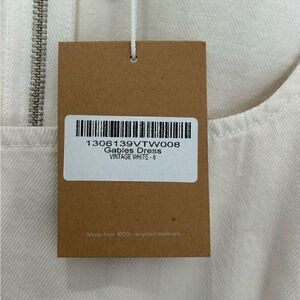 1306139VTW008
Gables Dress
VINTAGE WHITE - 8
Made from 100% recycled materials